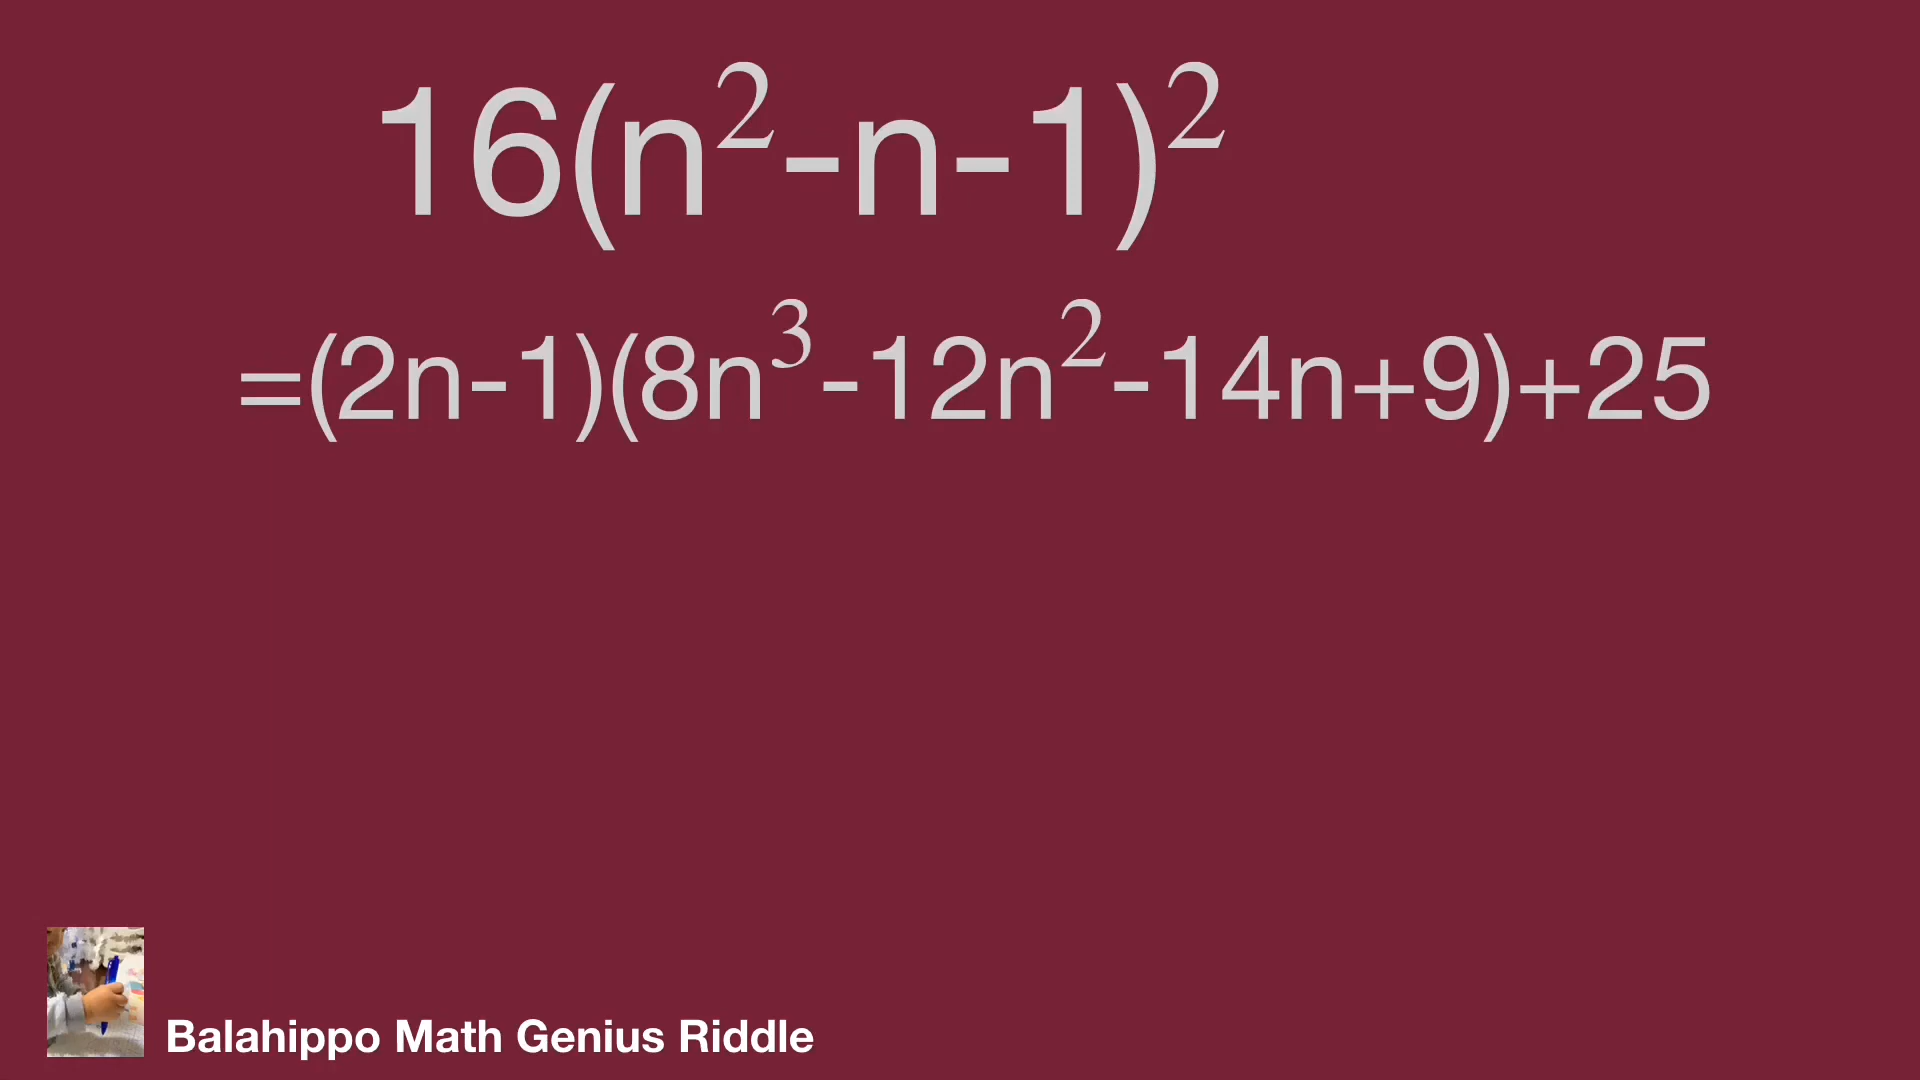 16(n²-n-1)²
=(2n-1)(8n³-12n²-14n+9)+25
Balahippo Math Genius Riddle